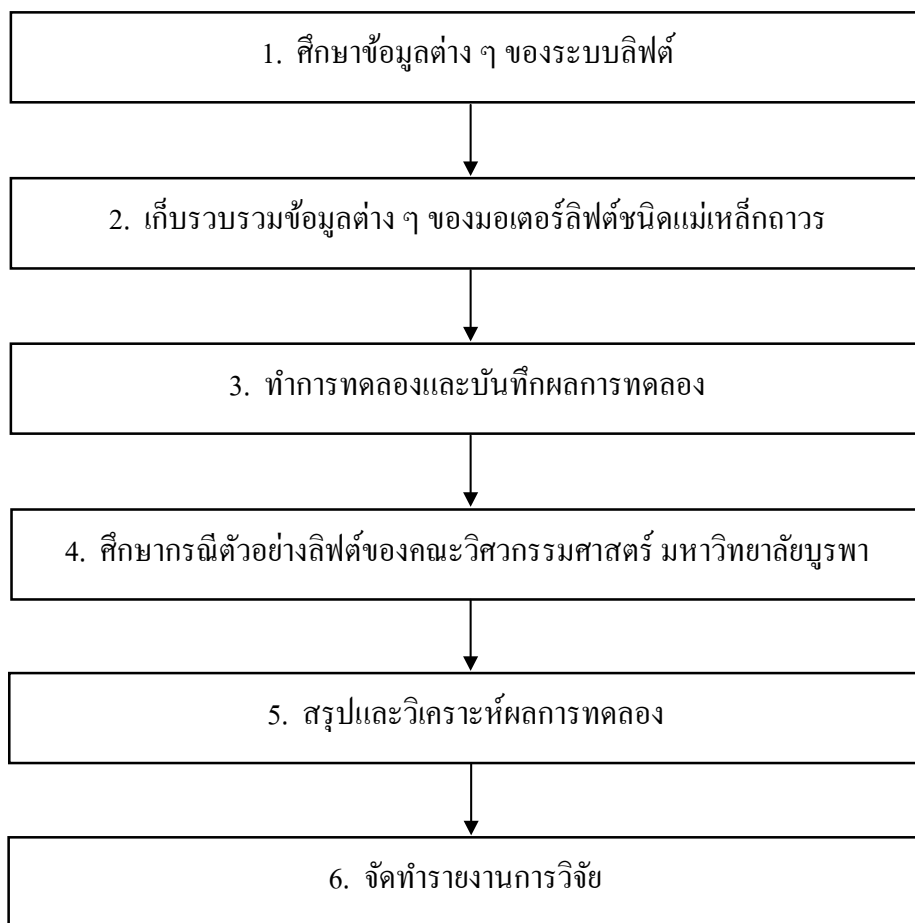 1. ศึกษาข้อมูลต่าง ๆ ของระบบลิฟต์
2. เก็บรวบรวมข้อมูลต่าง ๆ ของมอเตอร์ลิฟต์ชนิดแม่เหล็กถาวร
3. ทำการทดลองและบันทึกผลการทดลอง
4. ศึกษากรณีตัวอย่างลิฟต์ของคณะวิศวกรรมศาสตร์ มหาวิทยาลัยบูรพา
5. สรุปและวิเคราะห์ผลการทดลอง
6. จัดทำรายงานการวิจัย